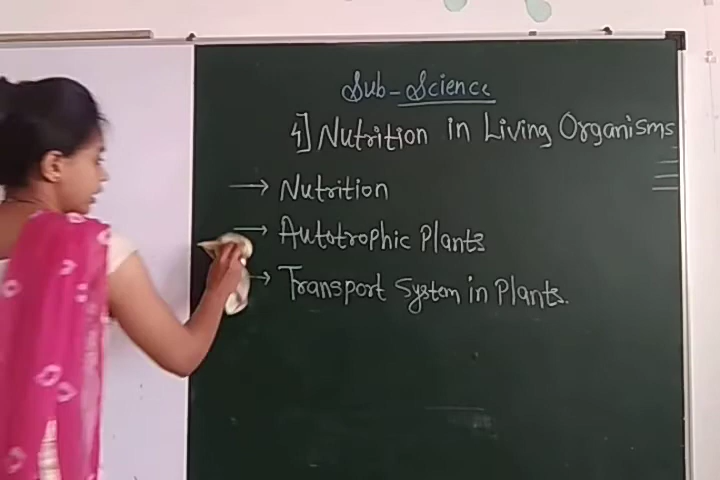 Sub-Science
4] Nutrition in Living Organisms
→ Nutrition
→ Autotrophic Plants
→ Transport System in Plants.